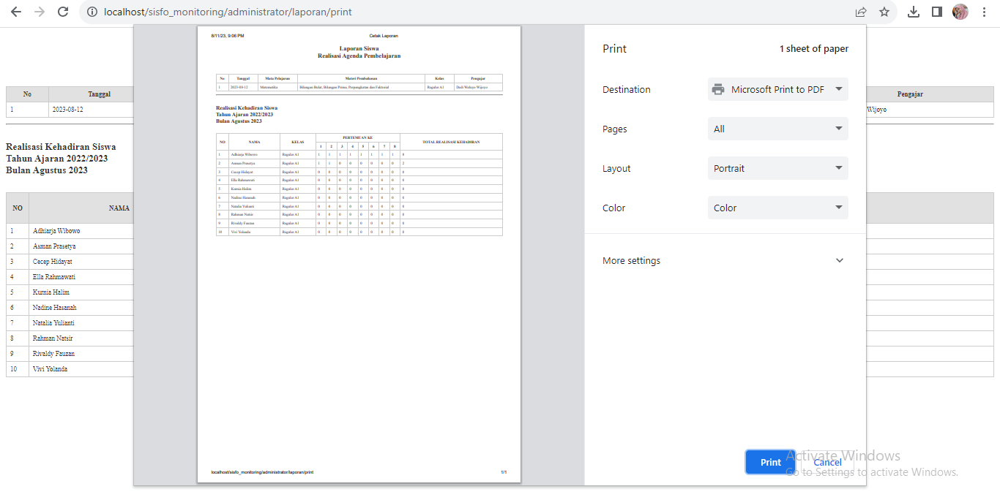 localhost/sisfo_monitoring/administrator/laporan/print
No Tanggal
1 2023-08-12
Realisasi Kehadiran Siswa
Tahun Ajaran 2022/2023
Bulan Agustus 2023
NO NAMA
1 Adhiarja Wibowo
2 Asman Prasetya
3 Cecep Hidayat
4 Ella Rahmawati
5 Kurnia Halim
6 Nadine Hasanah
7 Natalia Yulianti
8 Rahman Natsir
9 Rivaldy Fauzan
10 Vivi Yolanda
8/11/23, 9:06 PM Cetak Laporan
Laporan Siswa
Realisasi Agenda Pembelajaran
No Tanggal Mata Pelajaran Materi Pembahasan Kelas Pengajar
1 2023-08-12 Matematika Bilangan Bulat, Bilangan Prima, Perpangkatan dan Faktorial Reguler A1 Dedi Waluyo Wijoyo
Realisasi Kehadiran Siswa
Tahun Ajaran 2022/2023
Bulan Agustus 2023
NO NAMA KELAS PERTEMUAN KE TOTAL REALISASI KEHADIRAN
1 2 3 4 5 6 7 8
1 Adhiarja Wibowo Reguler A1 1 1 1 1 1 1 1 1 8
2 Asman Prasetya Reguler A1 1 1 0 0 0 0 0 0 2
3 Cecep Hidayat Reguler A1 0 0 0 0 0 0 0 0 0
4 Ella Rahmawati Reguler A1 0 0 0 0 0 0 0 0 0
5 Kurnia Halim Reguler A1 0 0 0 0 0 0 0 0 0
6 Nadine Hasanah Reguler A1 0 0 0 0 0 0 0 0 0
7 Natalia Yulianti Reguler A1 0 0 0 0 0 0 0 0 0
8 Rahman Natsir Reguler A1 0 0 0 0 0 0 0 0 0
9 Rivaldy Fauzan Reguler A1 0 0 0 0 0 0 0 0 0
10 Vivi Yolanda Reguler A1 0 0 0 0 0 0 0 0 0
localhost/sisfo_monitoring/administrator/laporan/print 1/1
Print 1 sheet of paper
Destination Microsoft Print to PDF
Pages All
Layout Portrait
Color Color
More settings
Print Cancel
Pengajar
Wijoyo
Activate Windows
Go to Settings to activate Windows.